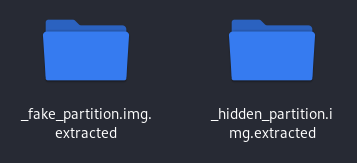 _fake_partition.img.
extracted
_hidden_partition.i
mg.extracted